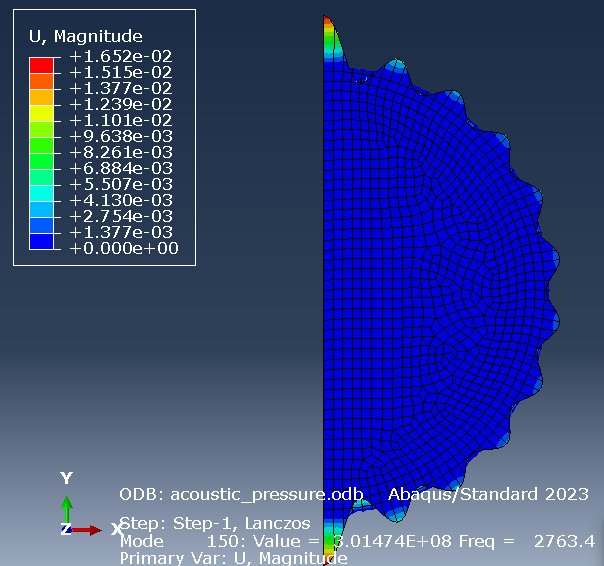 U, Magnitude
+1.652e-02
+1.515e-02
+1.377e-02
+1.239e-02
+1.101e-02
+9.638e-03
+8.261e-03
+6.884e-03
+5.507e-03
+4.130e-03
+2.754e-03
+1.377e-03
+0.000e+00
Y
Z
X
ODB: acoustic_pressure.odb Abaqus/Standard 2023
Step: Step-1, Lanczos
Mode 150: Value = 3.01474E+08 Freq = 2763.4
Primary Var: U, Magnitude